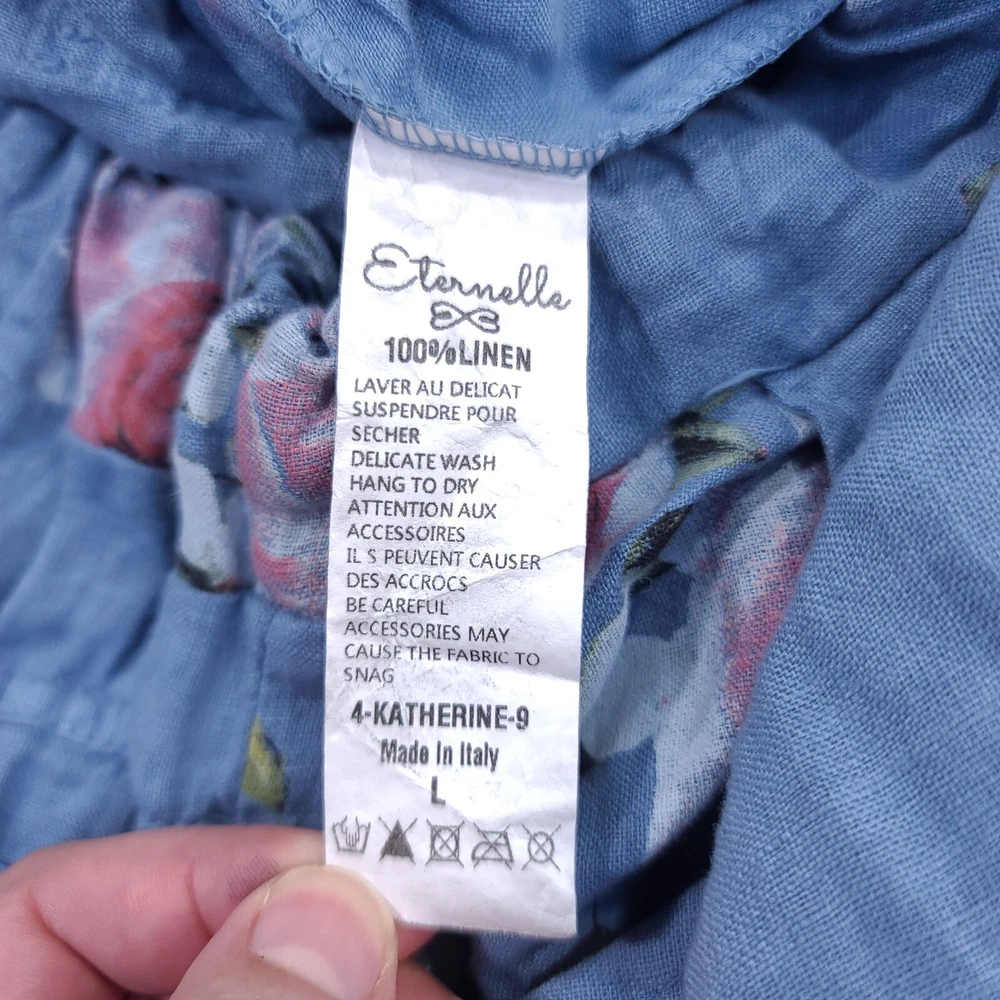 Eternelle
100%LINEN
LAVER AU DELICAT
SUSPENDRE POUR
SECHER
DELICATE WASH
HANG TO DRY
ATTENTION AUX
ACCESSOIRES
IL S PEUVENT CAUSER
DES ACCROCS
BE CAREFUL
ACCESSORIES MAY
CAUSE THE FABRIC TO
SNAG
4-KATHERINE-9
Made In Italy
L